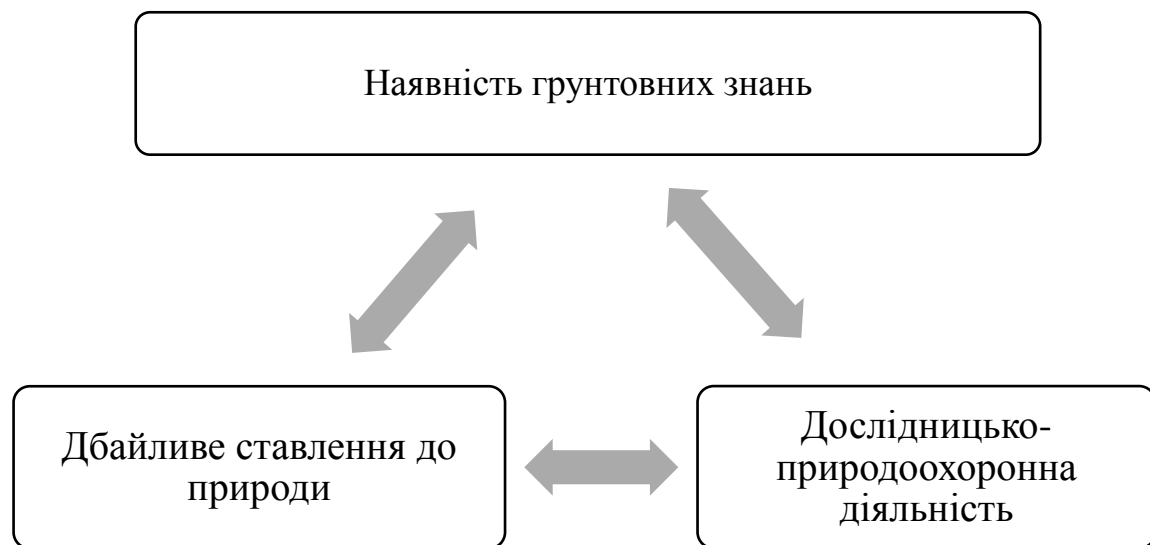 Наявність грунтовних знань
Дбайливе ставлення до
природи
Дослідницько-
природоохоронна
діяльність